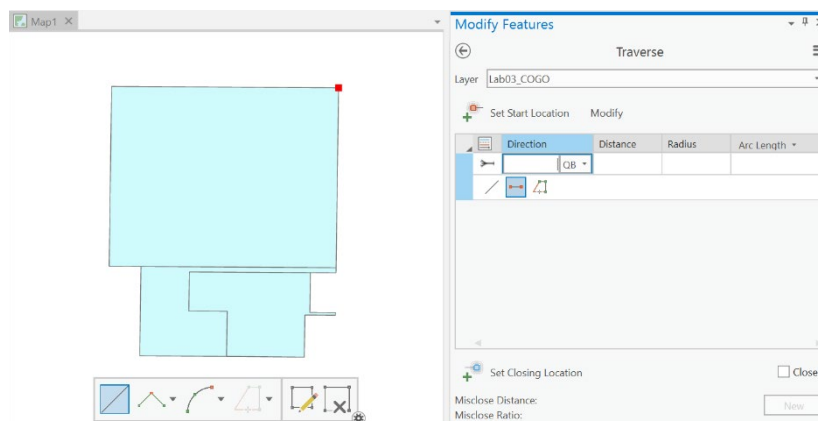 Map1
Modify Features
Traverse
Layer Lab03_COGO
Set Start Location Modify
Direction Distance Radius Arc Length
QB
Set Closing Location Close
Misclose Distance:
Misclose Ratio:
New